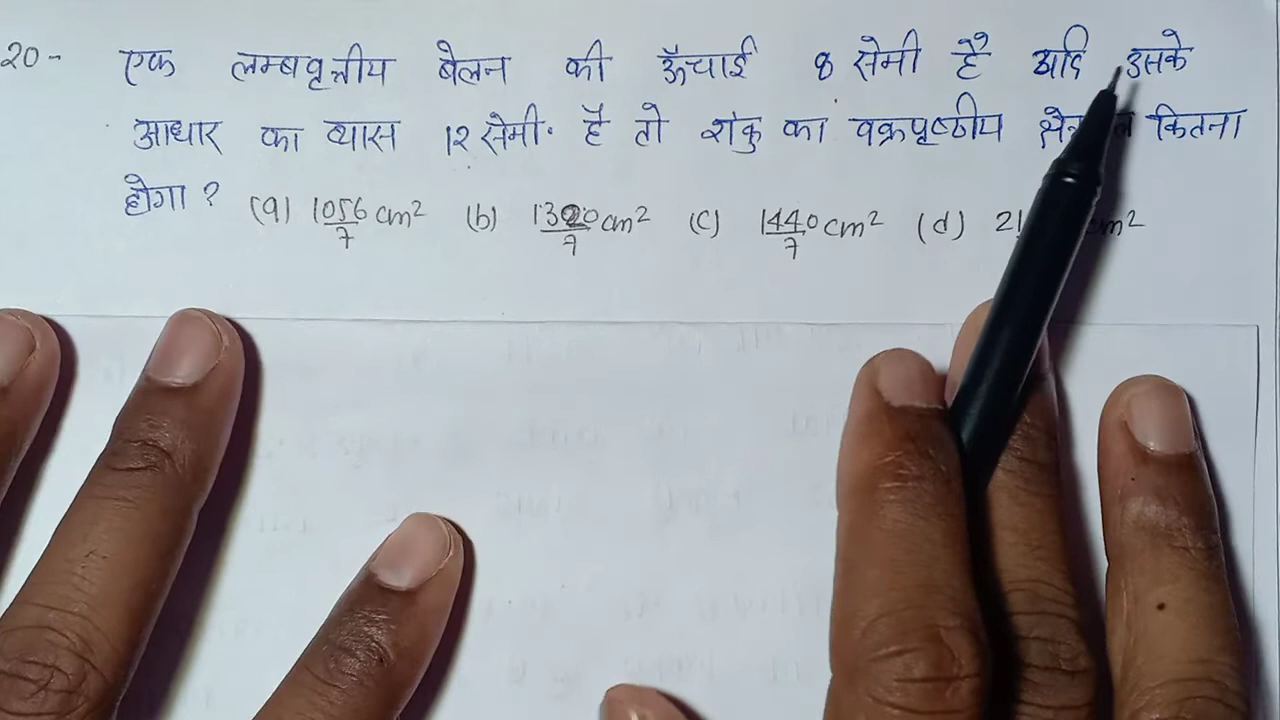 20- एक लम्बवृत्तीय बेलन की ऊँचाई 8 सेमी है यदि उसके
आधार का व्यास 12 सेमी. है तो शंकु का वक्रपृष्ठीय कितना
होगा ? (a) 1056/7 cm² (b) 1320/7 cm² (c) 1440/7 cm² (d) cm²